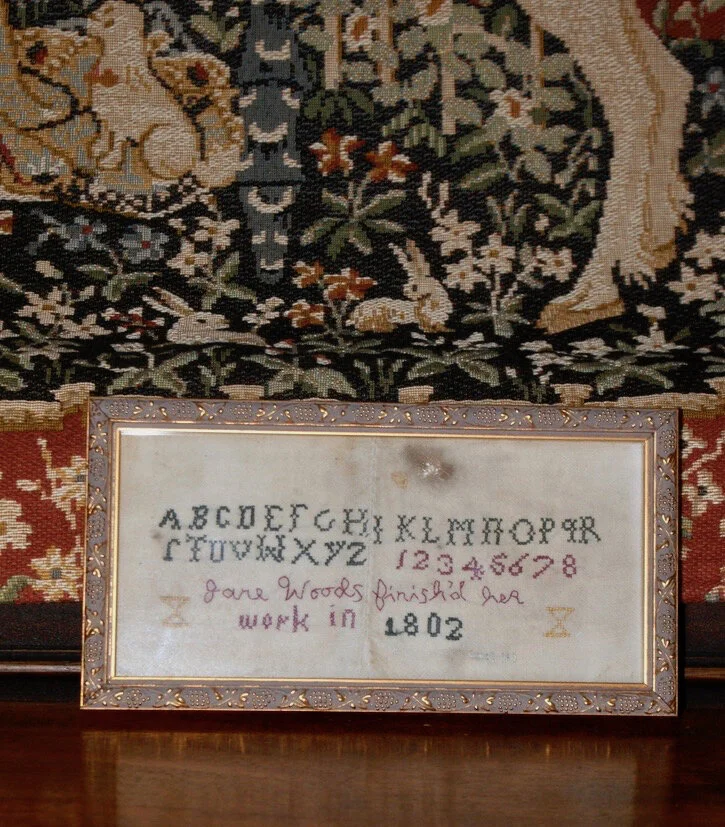 ABCDEFGHIKLMNOPqR
STUVWXYZ 12345678
Jane Woods finish'd her
work in 1802